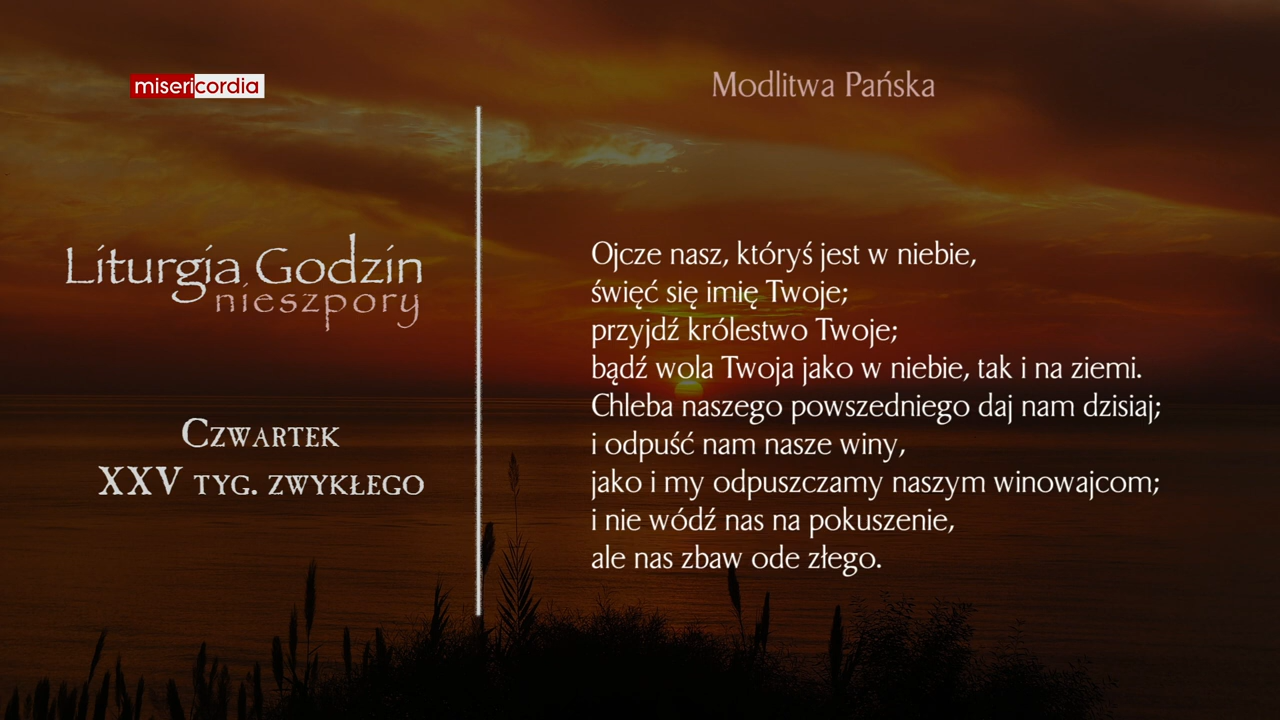 misericordia
Liturgia Godzin
nieszpory
Czwartek
XXV tyg. zwykłego
Modlitwa Pańska
Ojcze nasz, któryś jest w niebie,
święć się imię Twoje;
przyjdź królestwo Twoje;
bądź wola Twoja jako w niebie, tak i na ziemi.
Chleba naszego powszedniego daj nam dzisiaj;
i odpuść nam nasze winy,
jako i my odpuszczamy naszym winowajcom;
i nie wódź nas na pokuszenie,
ale nas zbaw ode złego.